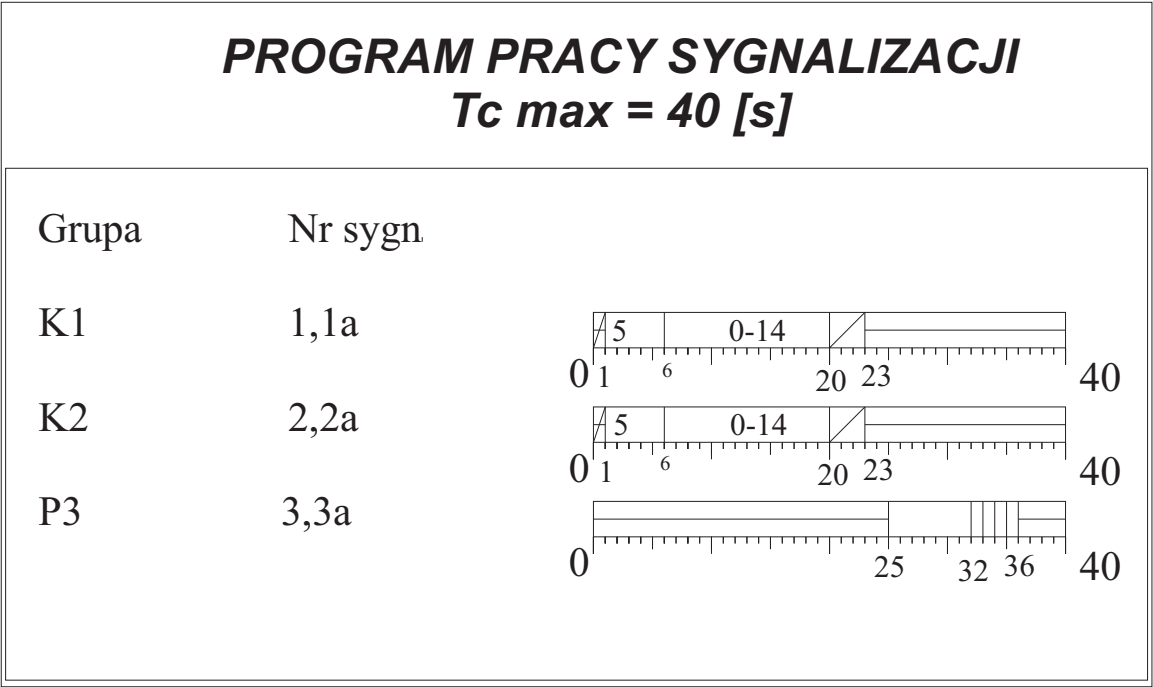 PROGRAM PRACY SYGNALIZACJI
Tc max = 40 [s]
Grupa Nr sygn.
K1 1,1a 5 0-14
0 1 6 20 23 40
K2 2,2a 5 0-14
0 1 6 20 23 40
P3 3,3a
0 25 32 36 40